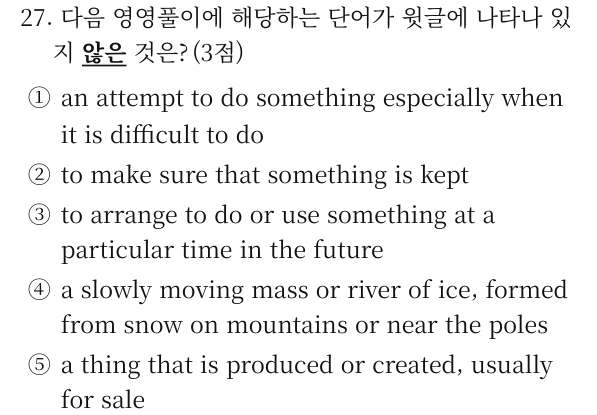 27. 다음 영영풀이에 해당하는 단어가 윗글에 나타나 있
지 않은 것은? (3점)
① an attempt to do something especially when
it is difficult to do
② to make sure that something is kept
③ to arrange to do or use something at a
particular time in the future
④ a slowly moving mass or river of ice, formed
from snow on mountains or near the poles
⑤ a thing that is produced or created, usually
for sale